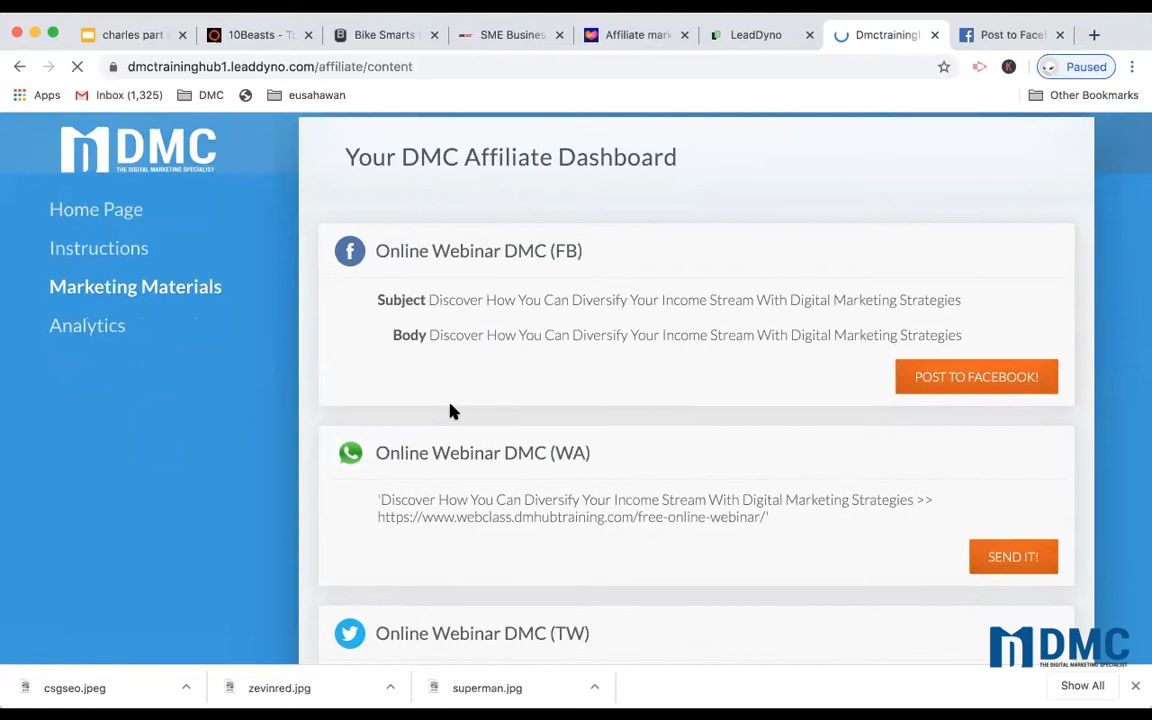 charles part
10Beasts - T
Bike Smarts
SME Busines
Affiliate mark
LeadDyno
Dmctraininghu
Post to Facel
dmctraininghub1.leaddyno.com/affiliate/content
Paused
Apps
Inbox (1,325)
DMC
eusahawan
Other Bookmarks
DMC
THE DIGITAL MARKETING SPECIALIST
Home Page
Instructions
Marketing Materials
Analytics
Your DMC Affiliate Dashboard
Online Webinar DMC (FB)
Subject Discover How You Can Diversify Your Income Stream With Digital Marketing Strategies
Body Discover How You Can Diversify Your Income Stream With Digital Marketing Strategies
POST TO FACEBOOK!
Online Webinar DMC (WA)
'Discover How You Can Diversify Your Income Stream With Digital Marketing Strategies >>
https://www.webclass.dmhubtraining.com/free-online-webinar/'
SEND IT!
Online Webinar DMC (TW)
DMC
THE DIGITAL MARKETING SPECIALIST
csgseo.jpeg
zevinred.jpg
superman.jpg
Show All